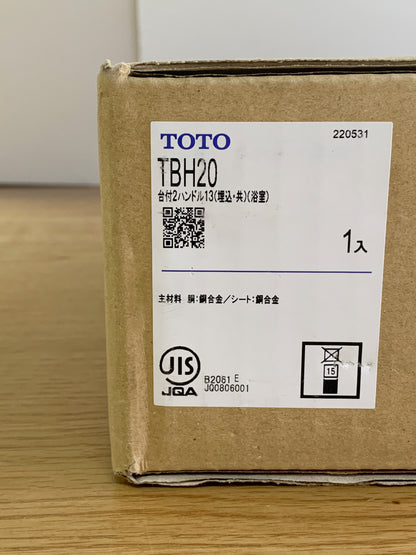 TOTO
220531
TBH20
台付2ハンドル13(埋込・共)(浴室)
1入
主材料 胴:銅合金/シート:銅合金
JIS
JQA
B2061 E
JQ0806001
15